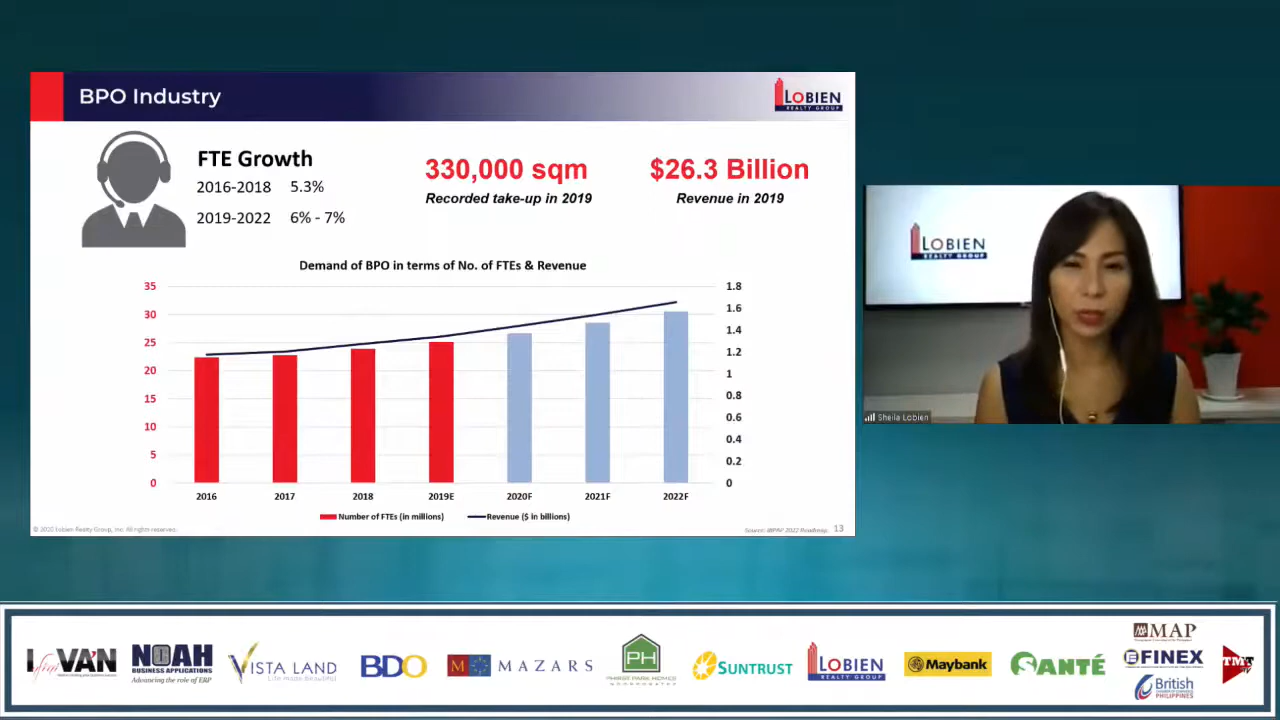 BPO Industry
LOBIEN
REALTY GROUP
FTE Growth
2016-2018 5.3%
2019-2022 6% - 7%
330,000 sqm
Recorded take-up in 2019
$26.3 Billion
Revenue in 2019
Demand of BPO in terms of No. of FTEs & Revenue
35
30
25
20
15
10
5
0
1.8
1.6
1.4
1.2
1
0.8
0.6
0.4
0.2
0
2016 2017 2018 2019E 2020F 2021F 2022F
Number of FTEs (in millions) Revenue ($ in billions)
© 2020 Lobien Realty Group, Inc. All rights reserved.
Source: IBPAP 2022 Roadmap. 13
LOBIEN
REALTY GROUP
Sheila Lobien
NOAH
BUSINESS APPLICATIONS
Advancing the role of ERP
VISTA LAND
BDO
M MAZARS
PH
PHIRST PARK HOMES
INCORPORATED
SUNTRUST
LOBIEN
REALTY GROUP
Maybank
SANTÉ
MAP
FINEX
British
PHILIPPINES
TMT